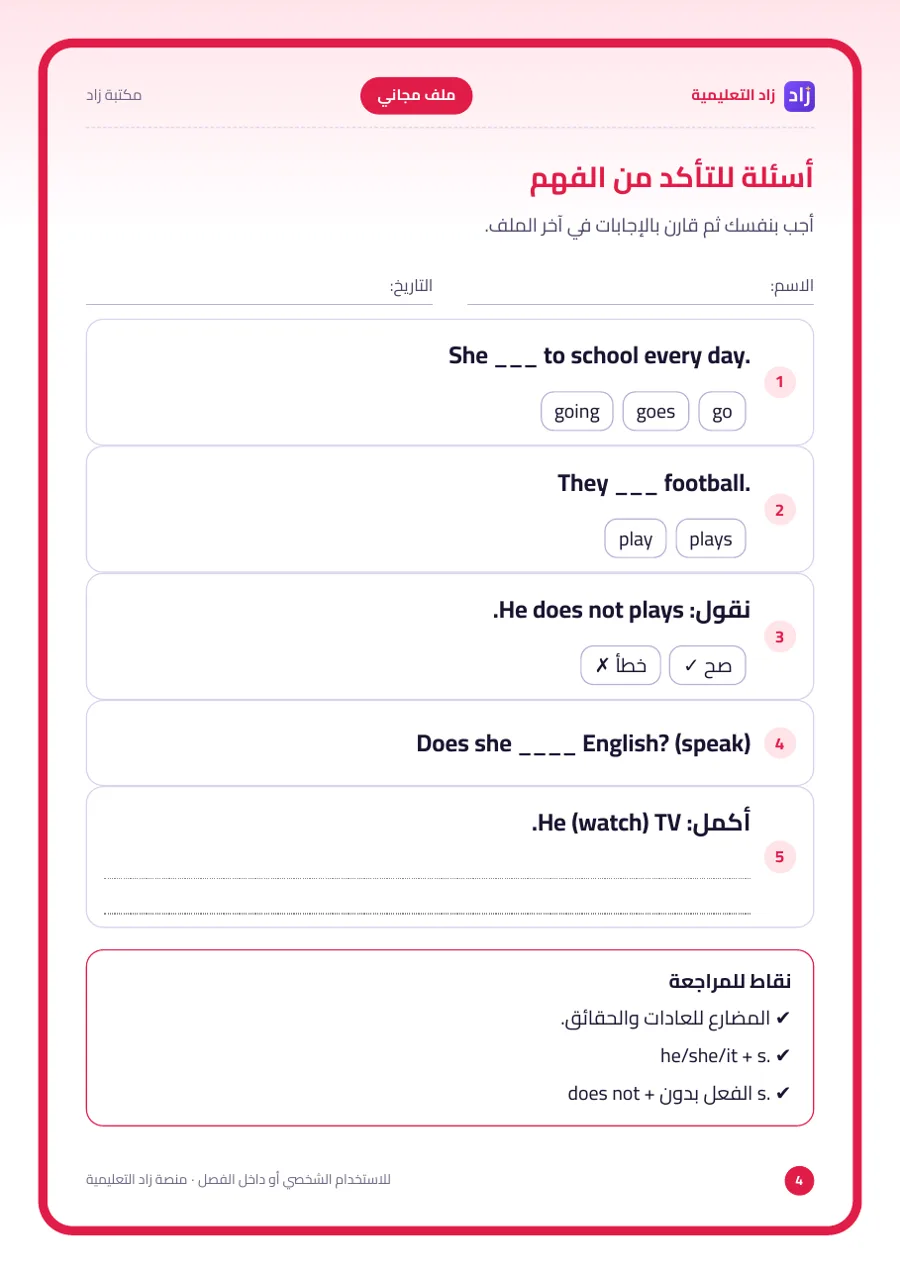 زاد زاد التعليمية
ملف مجاني
مكتبة زاد
أسئلة للتأكد من الفهم
أجب بنفسك ثم قارن بالإجابات في آخر الملف.
الاسم:
التاريخ:
1
She ___ to school every day.
go goes going
2
They ___ football.
plays play
3
نقول: He does not plays.
صح ✓ خطأ ✗
4
Does she ____ English? (speak)
5
أكمل: He (watch) TV.
نقاط للمراجعة
✔ المضارع للعادات والحقائق.
✔ he/she/it + s.
✔ does not + الفعل بدون s.
4
للاستخدام الشخصي أو داخل الفصل · منصة زاد التعليمية